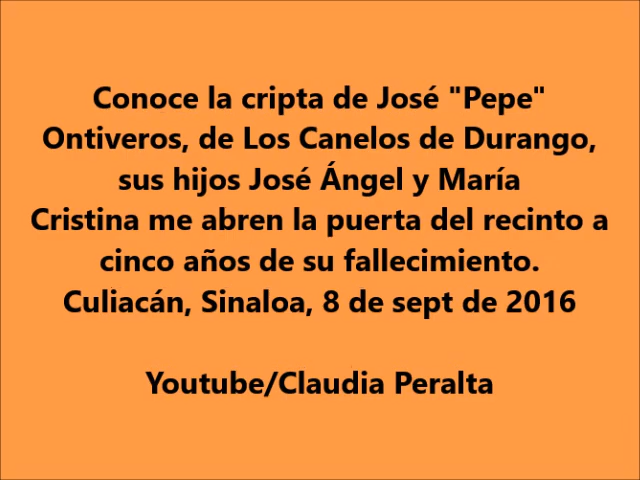 Conoce la cripta de José "Pepe"
Ontiveros, de Los Canelos de Durango,
sus hijos José Ángel y María
Cristina me abren la puerta del recinto a
cinco años de su fallecimiento.
Culiacán, Sinaloa, 8 de sept de 2016
Youtube/Claudia Peralta